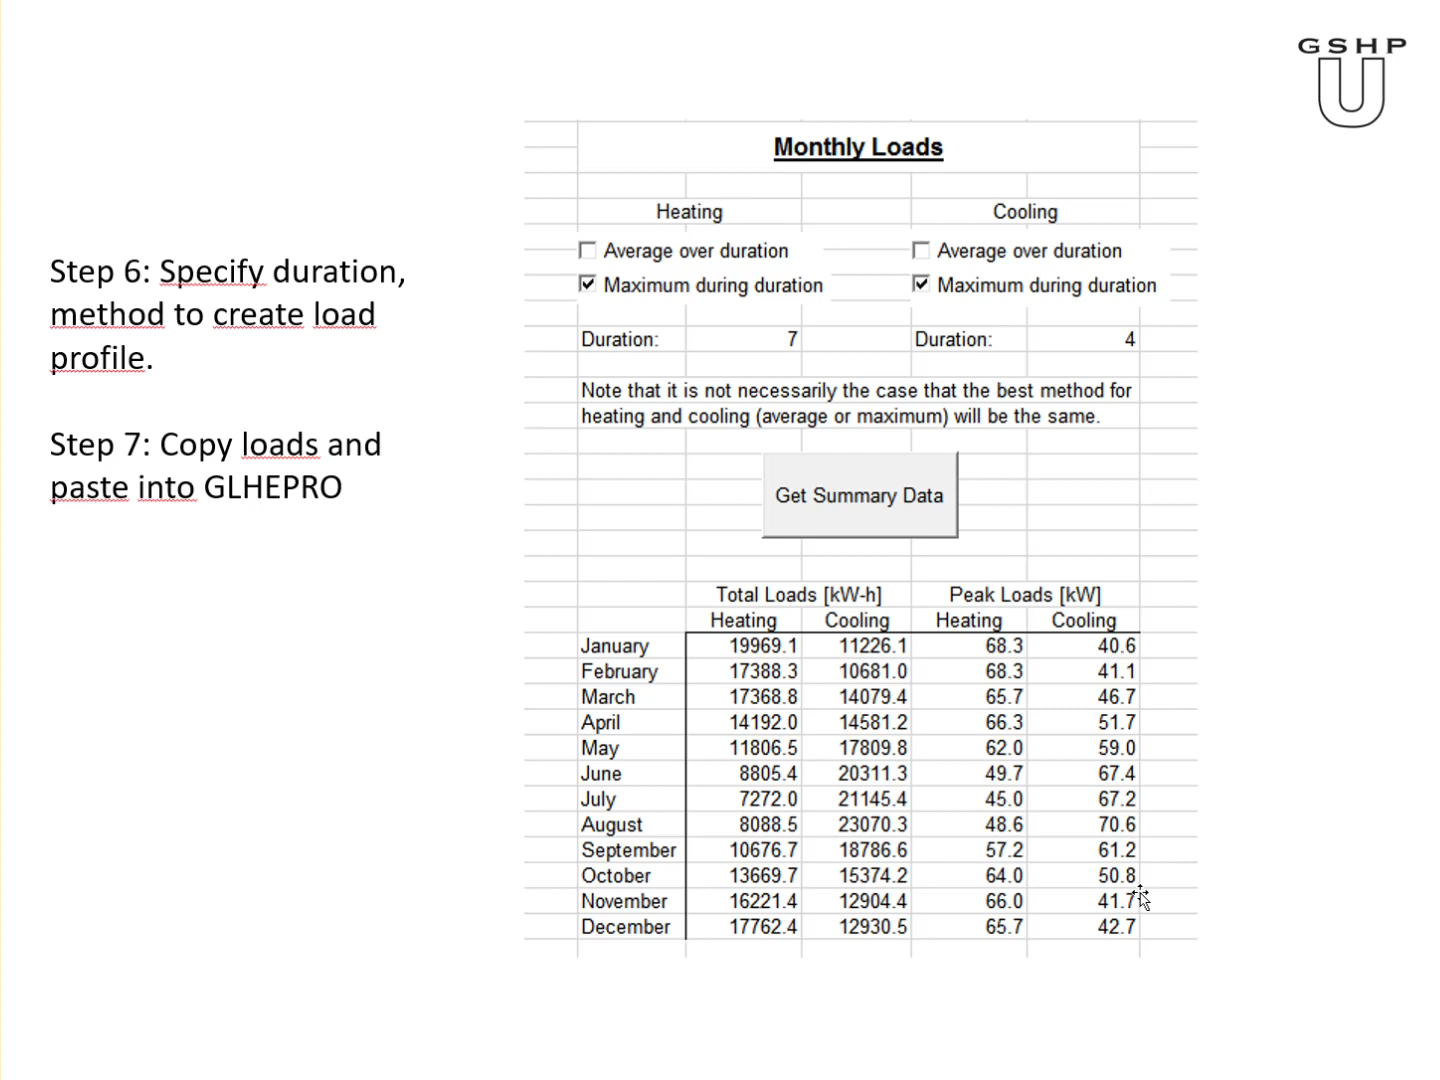 GSHP
U
Step 6: Specify duration,
method to create load
profile.
Step 7: Copy loads and
paste into GLHEPRO
Monthly Loads
Heating Cooling
Average over duration Average over duration
Maximum during duration Maximum during duration
Duration: 7 Duration: 4
Note that it is not necessarily the case that the best method for
heating and cooling (average or maximum) will be the same.
Get Summary Data
Total Loads [kW-h] Peak Loads [kW]
Heating Cooling Heating Cooling
January 19969.1 11226.1 68.3 40.6
February 17388.3 10681.0 68.3 41.1
March 17368.8 14079.4 65.7 46.7
April 14192.0 14581.2 66.3 51.7
May 11806.5 17809.8 62.0 59.0
June 8805.4 20311.3 49.7 67.4
July 7272.0 21145.4 45.0 67.2
August 8088.5 23070.3 48.6 70.6
September 10676.7 18786.6 57.2 61.2
October 13669.7 15374.2 64.0 50.8
November 16221.4 12904.4 66.0 41.7
December 17762.4 12930.5 65.7 42.7